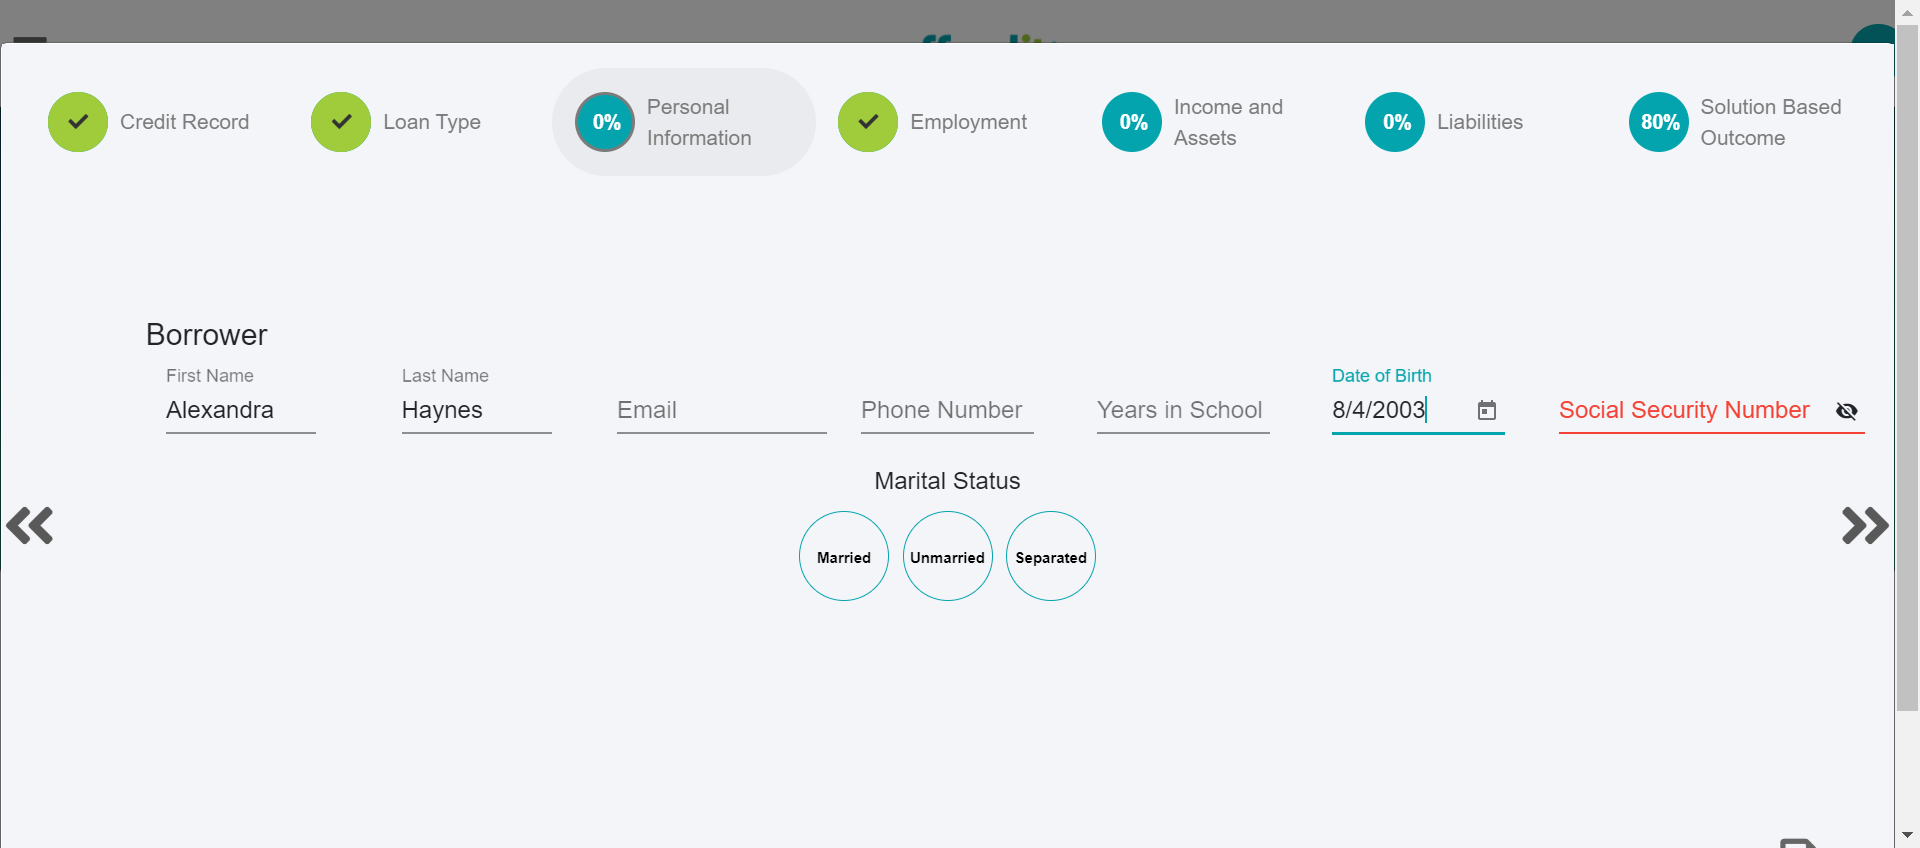 Credit Record
Loan Type
0%
Personal
Information
Employment
0%
Income and
Assets
0%
Liabilities
80%
Solution Based
Outcome
Borrower
First Name
Alexandra
Last Name
Haynes
Email
Phone Number
Years in School
Date of Birth
8/4/2003
Social Security Number
Marital Status
Married
Unmarried
Separated